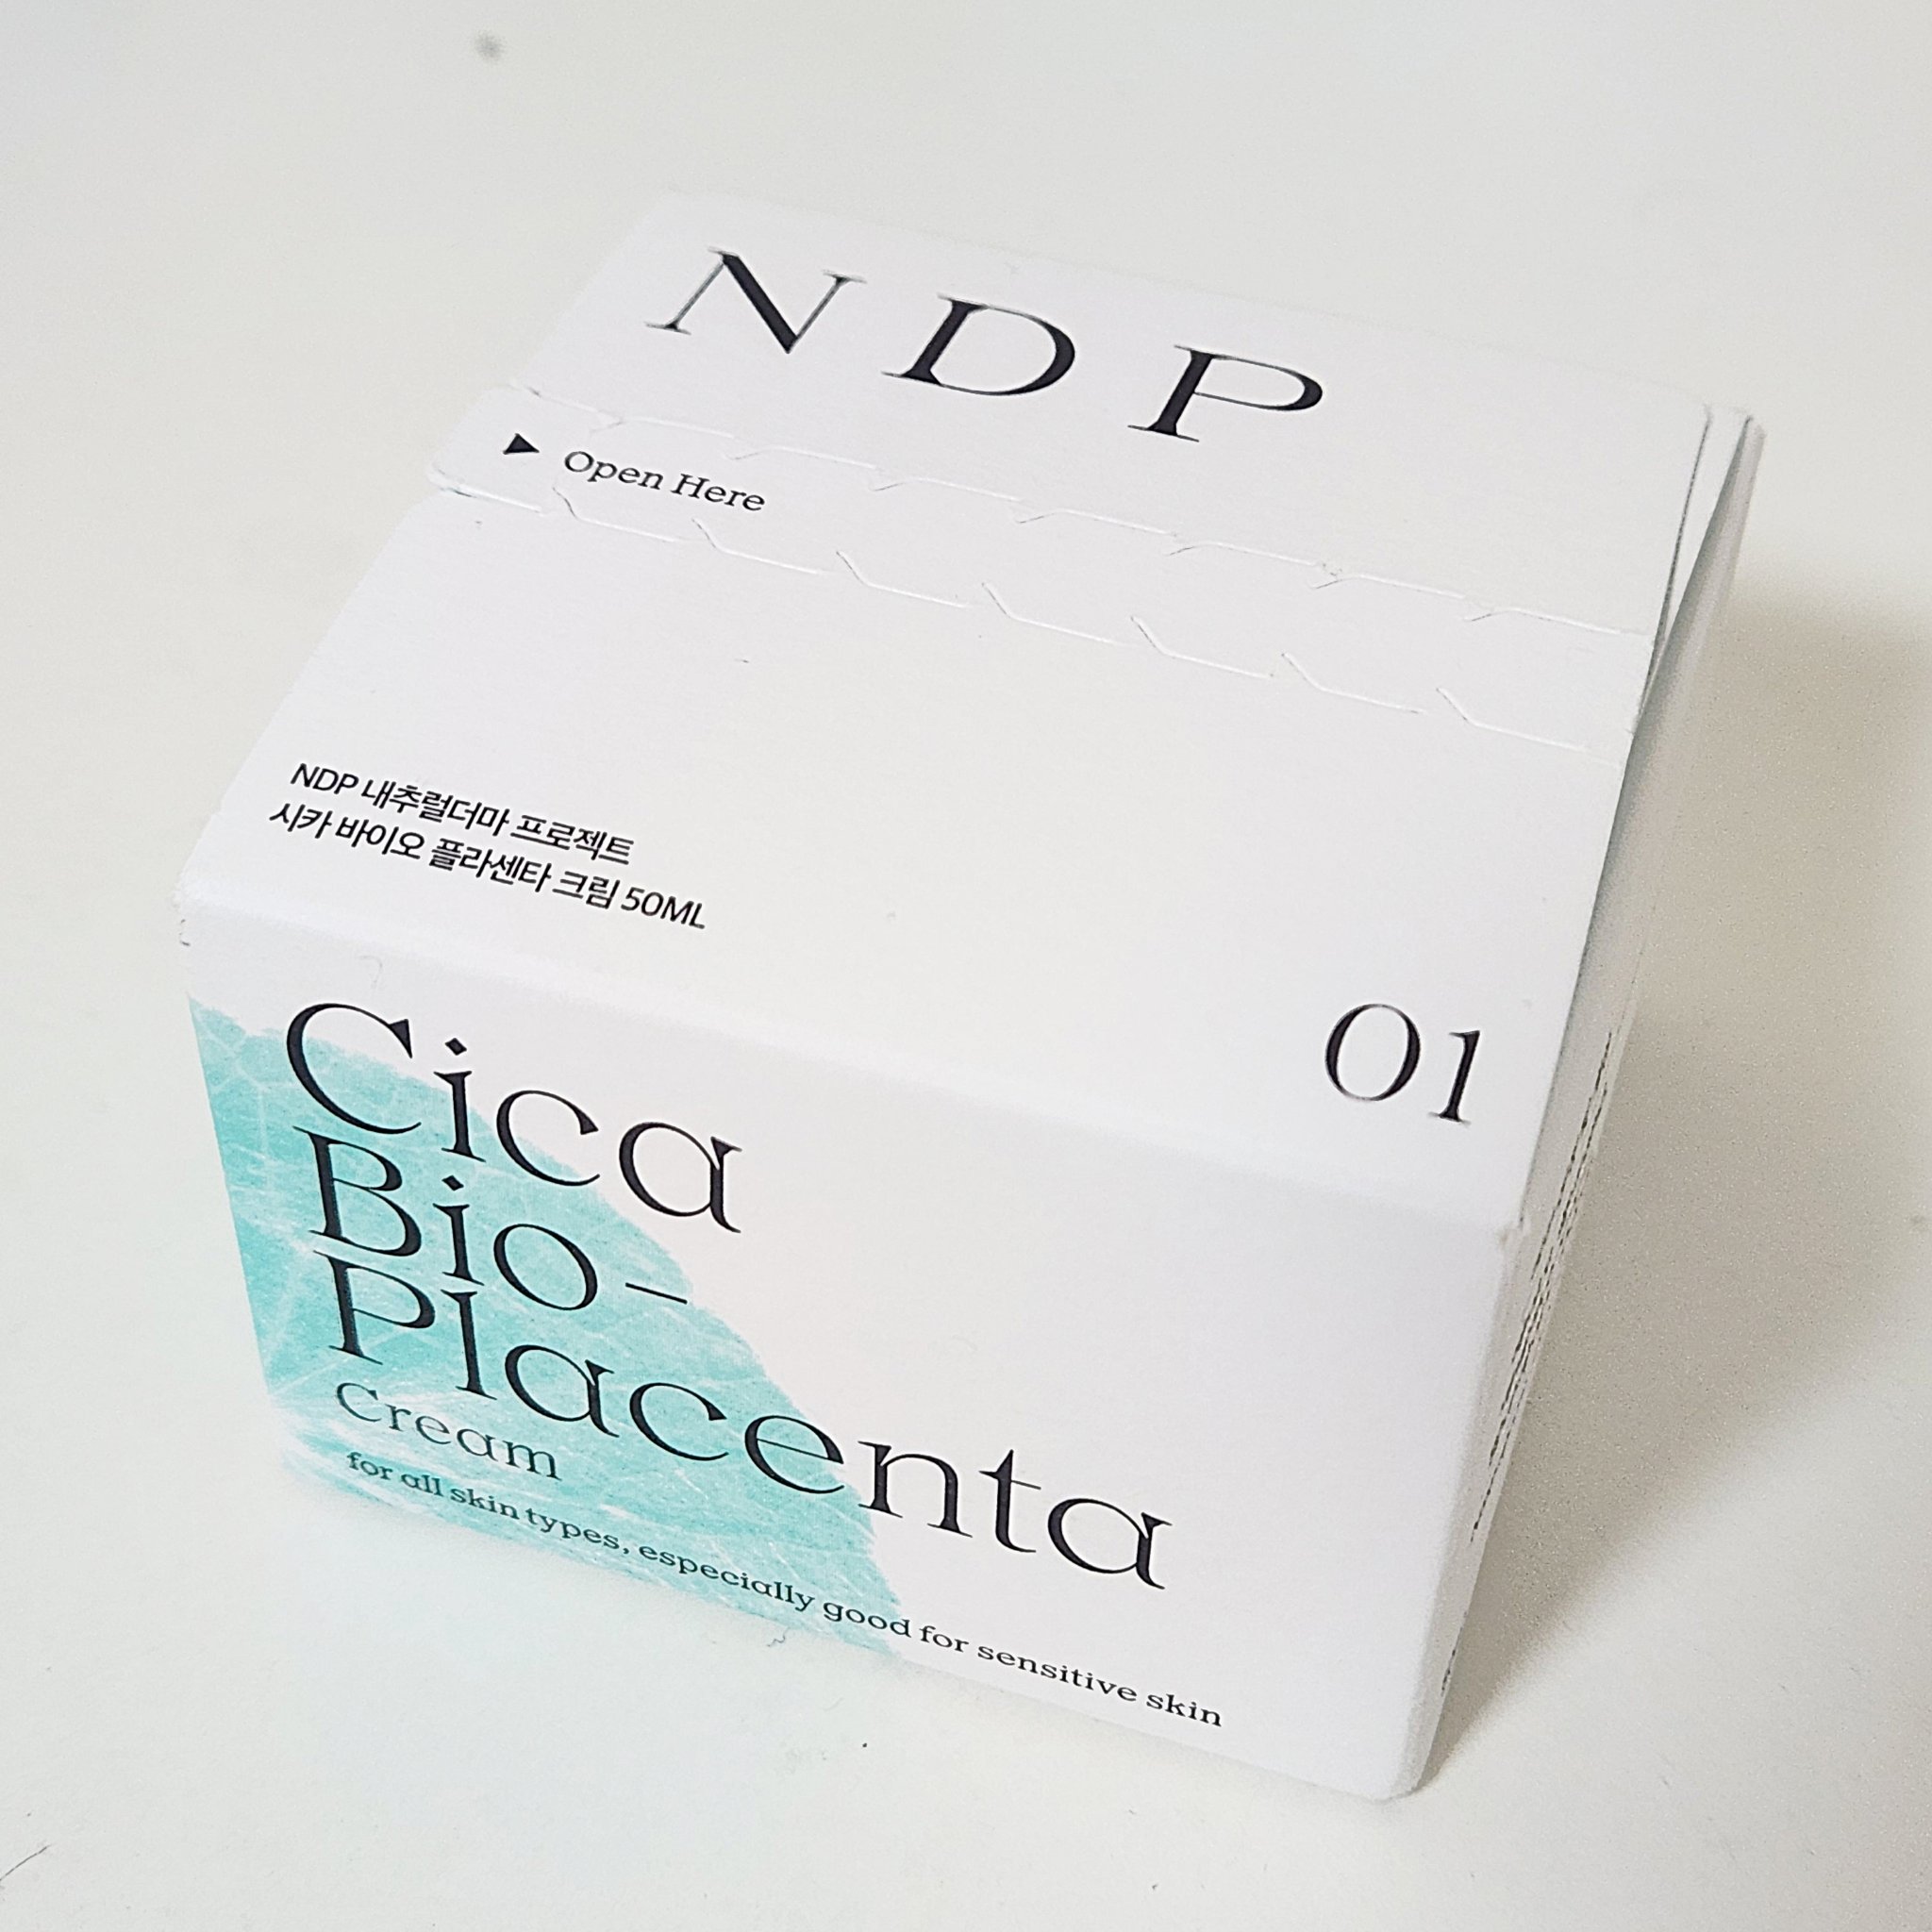 NDP
▶ Open Here
NDP 내추럴더마 프로젝트
시카 바이오 플라센타 크림 50ML
01
Cica
Bio-
Placenta
Cream
for all skin types, especially good for sensitive skin